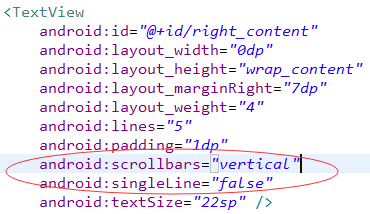 <TextView
android:id="@+id/right_content"
android:layout_width="0dp"
android:layout_height="wrap_content"
android:layout_marginRight="7dp"
android:layout_weight="4"
android:lines="5"
android:padding="1dp"
android:scrollbars="vertical"
android:singleLine="false"
android:textSize="22sp" />